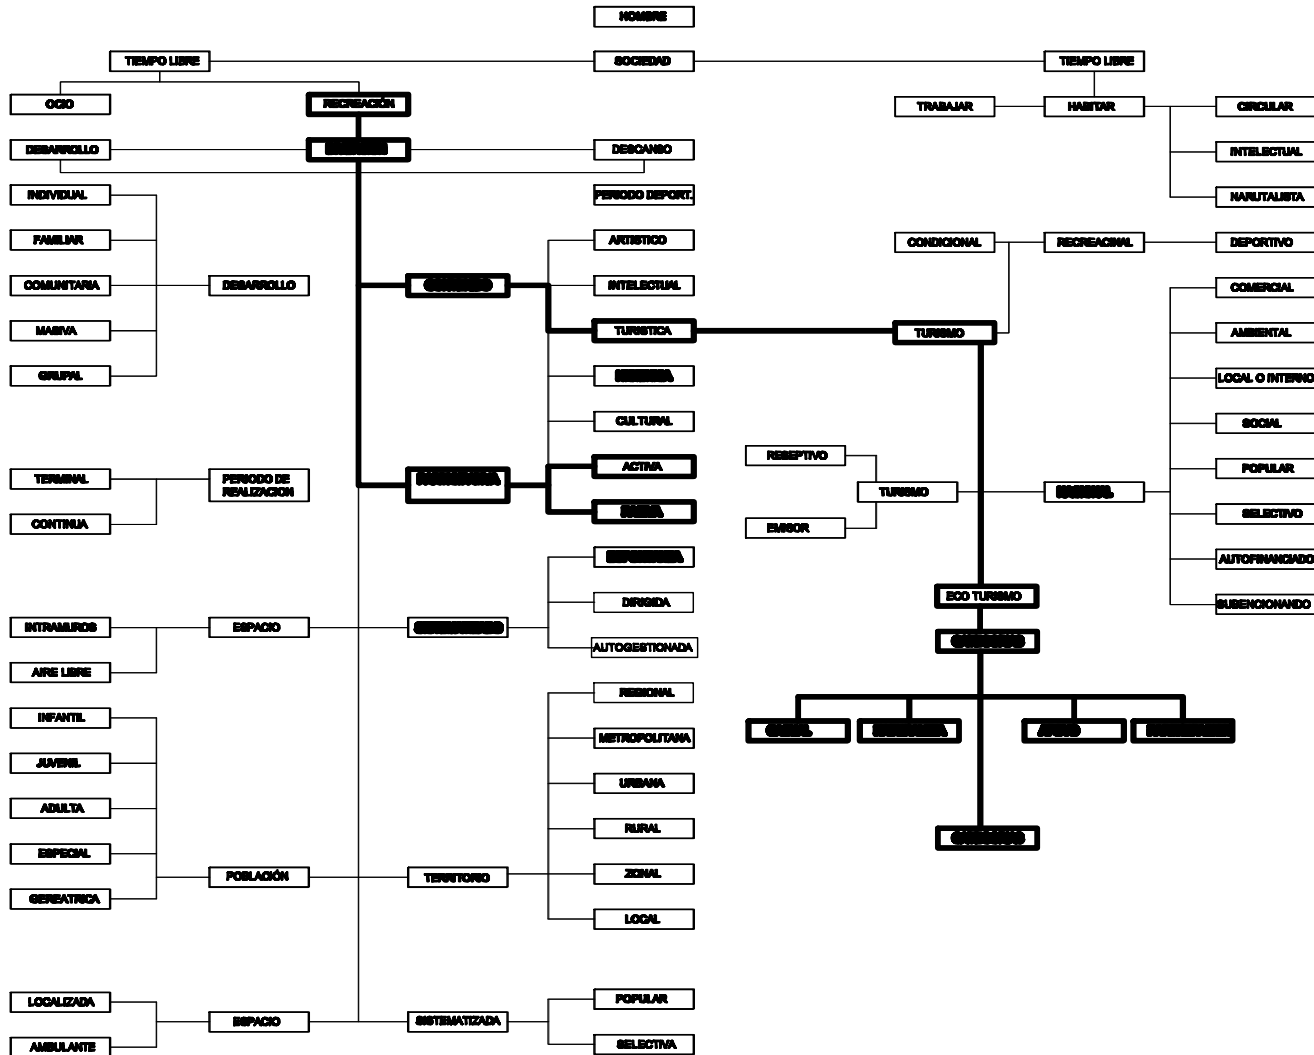 HOMBRE
TIEMPO LIBRE
SOCIEDAD
TIEMPO LIBRE
OCIO
RECREACIÓN
TRABAJAR
HABITAR
CIRCULAR
DESARROLLO
DESCANSO
INTELECTUAL
INDIVIDUAL
PERIODO DEPORT.
NARUTALISTA
FAMILIAR
ARTISTICO
CONDICIONAL
RECREACINAL
DEPORTIVO
COMUNITARIA
DESARROLLO
INTELECTUAL
COMERCIAL
MASIVA
TURISTICA
TURISMO
AMBIENTAL
GRUPAL
LOCAL O INTERNO
CULTURAL
SOCIAL
RESEPTIVO
ACTIVA
POPULAR
TERMINAL
PERIODO DE
REALIZACION
TURISMO
SELECTIVO
CONTINUA
EMISOR
AUTOFINANCIADO
DIRIGIDA
ECO TURISMO
SUBENCIONANDO
INTRAMUROS
ESPACIO
AUTOGESTIONADA
AIRE LIBRE
REGIONAL
INFANTIL
METROPOLITANA
JUVENIL
URBANA
ADULTA
RURAL
ESPECIAL
POBLACIÓN
TERRITORIO
ZONAL
GEREATRICA
LOCAL
LOCALIZADA
ESPACIO
SISTEMATIZADA
POPULAR
AMBULANTE
SELECTIVA